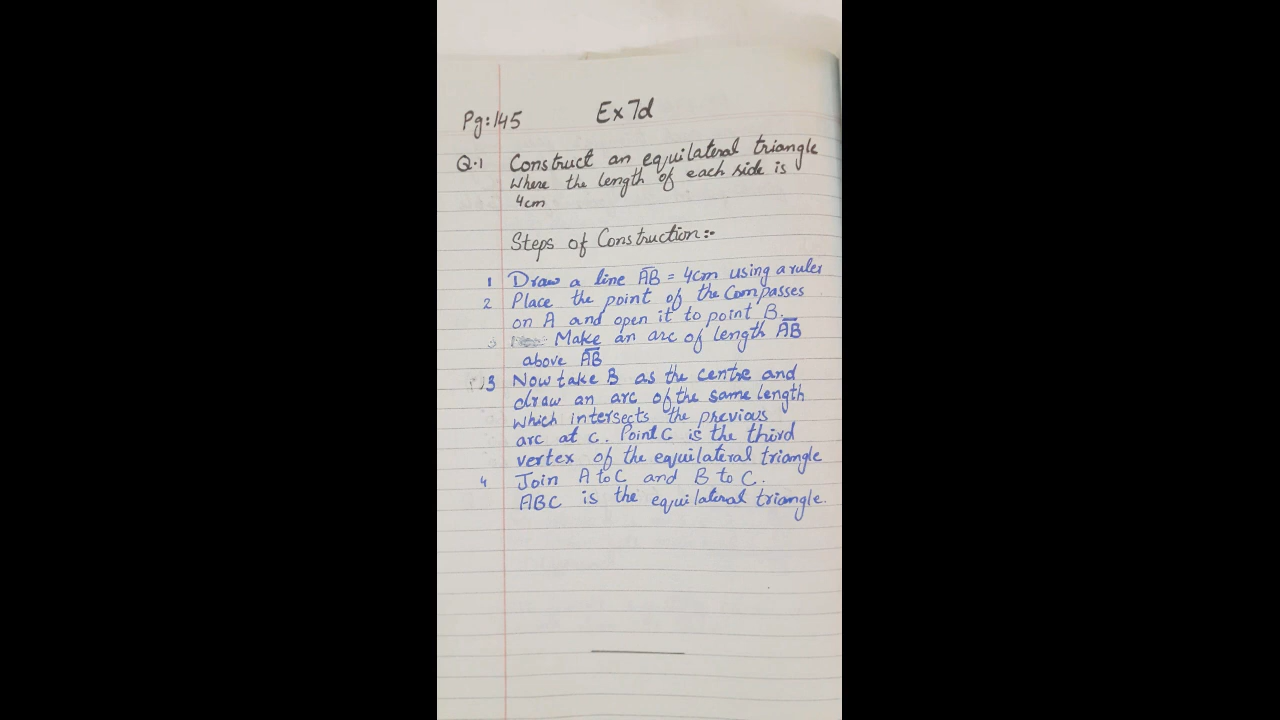 Pg:145 Ex 7d
Q.1 Construct an equilateral triangle
where the length of each side is
4cm
Steps of Construction:-
1 Draw a line A̅B̅ = 4cm using a ruler
2 Place the point of the Compasses
on A and open it to point B.
Make an arc of length A̅B̅
above A̅B̅
3 Now take B as the centre and
draw an arc of the same length
which intersects the previous
arc at C. Point C is the third
vertex of the equilateral triangle
4 Join A to C and B to C.
ABC is the equilateral triangle.